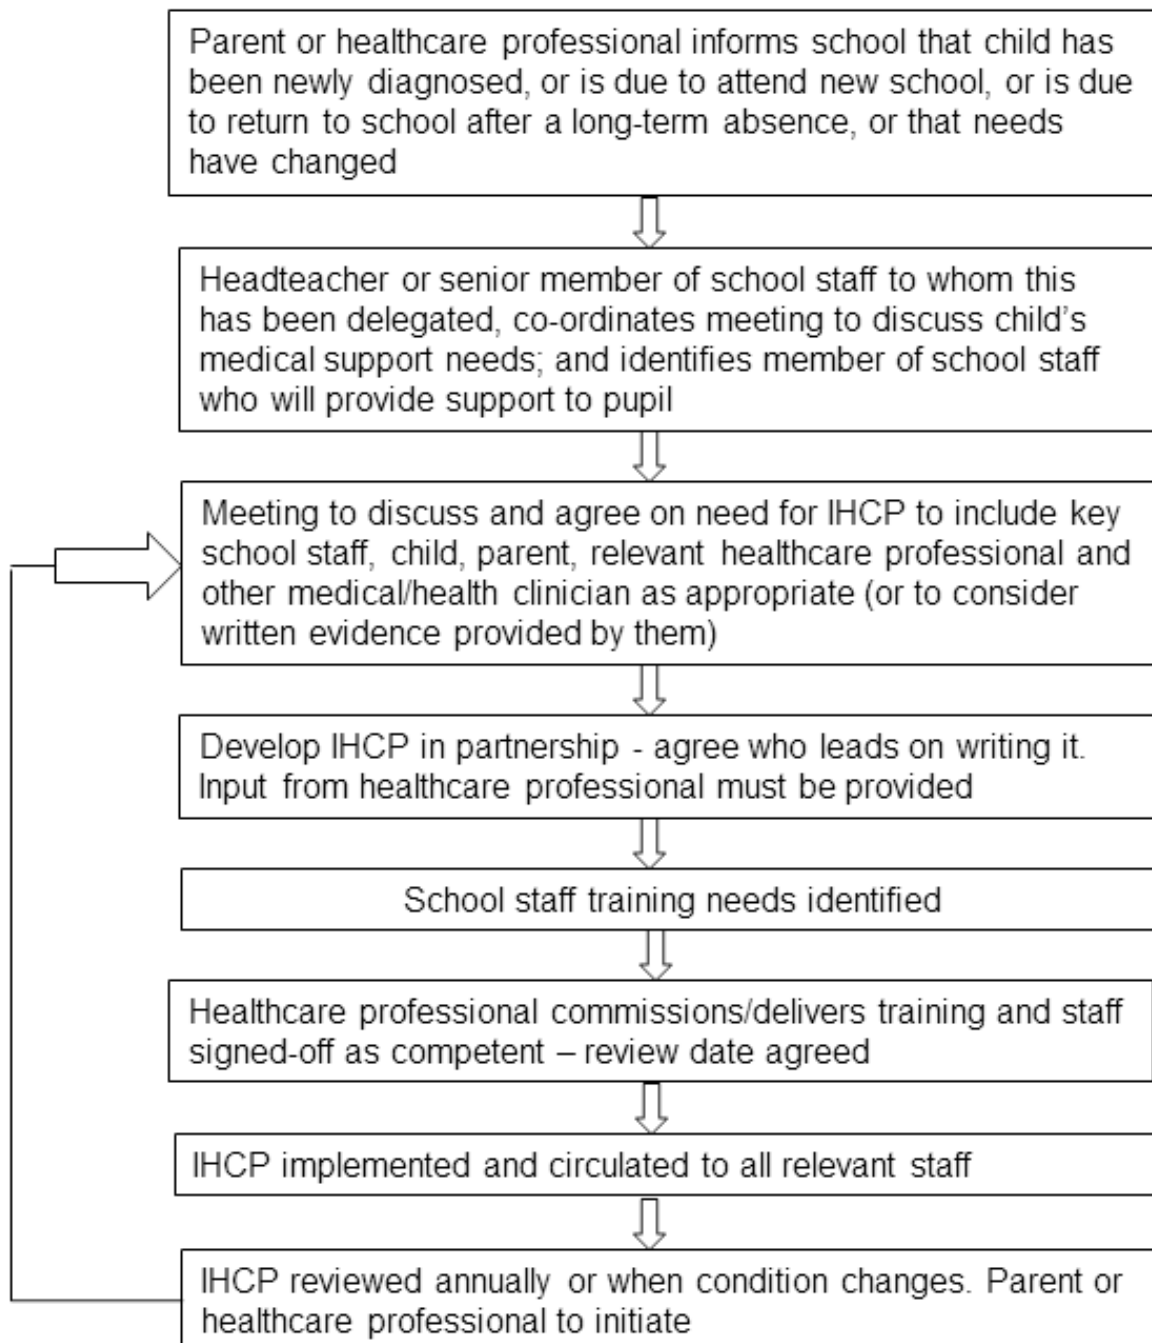 Parent or healthcare professional informs school that child has
been newly diagnosed, or is due to attend new school, or is due
to return to school after a long-term absence, or that needs
have changed
Headteacher or senior member of school staff to whom this
has been delegated, co-ordinates meeting to discuss child's
medical support needs; and identifies member of school staff
who will provide support to pupil
Meeting to discuss and agree on need for IHCP to include key
school staff, child, parent, relevant healthcare professional and
other medical/health clinician as appropriate (or to consider
written evidence provided by them)
Develop IHCP in partnership - agree who leads on writing it.
Input from healthcare professional must be provided
School staff training needs identified
Healthcare professional commissions/delivers training and staff
signed-off as competent – review date agreed
IHCP implemented and circulated to all relevant staff
IHCP reviewed annually or when condition changes. Parent or
healthcare professional to initiate